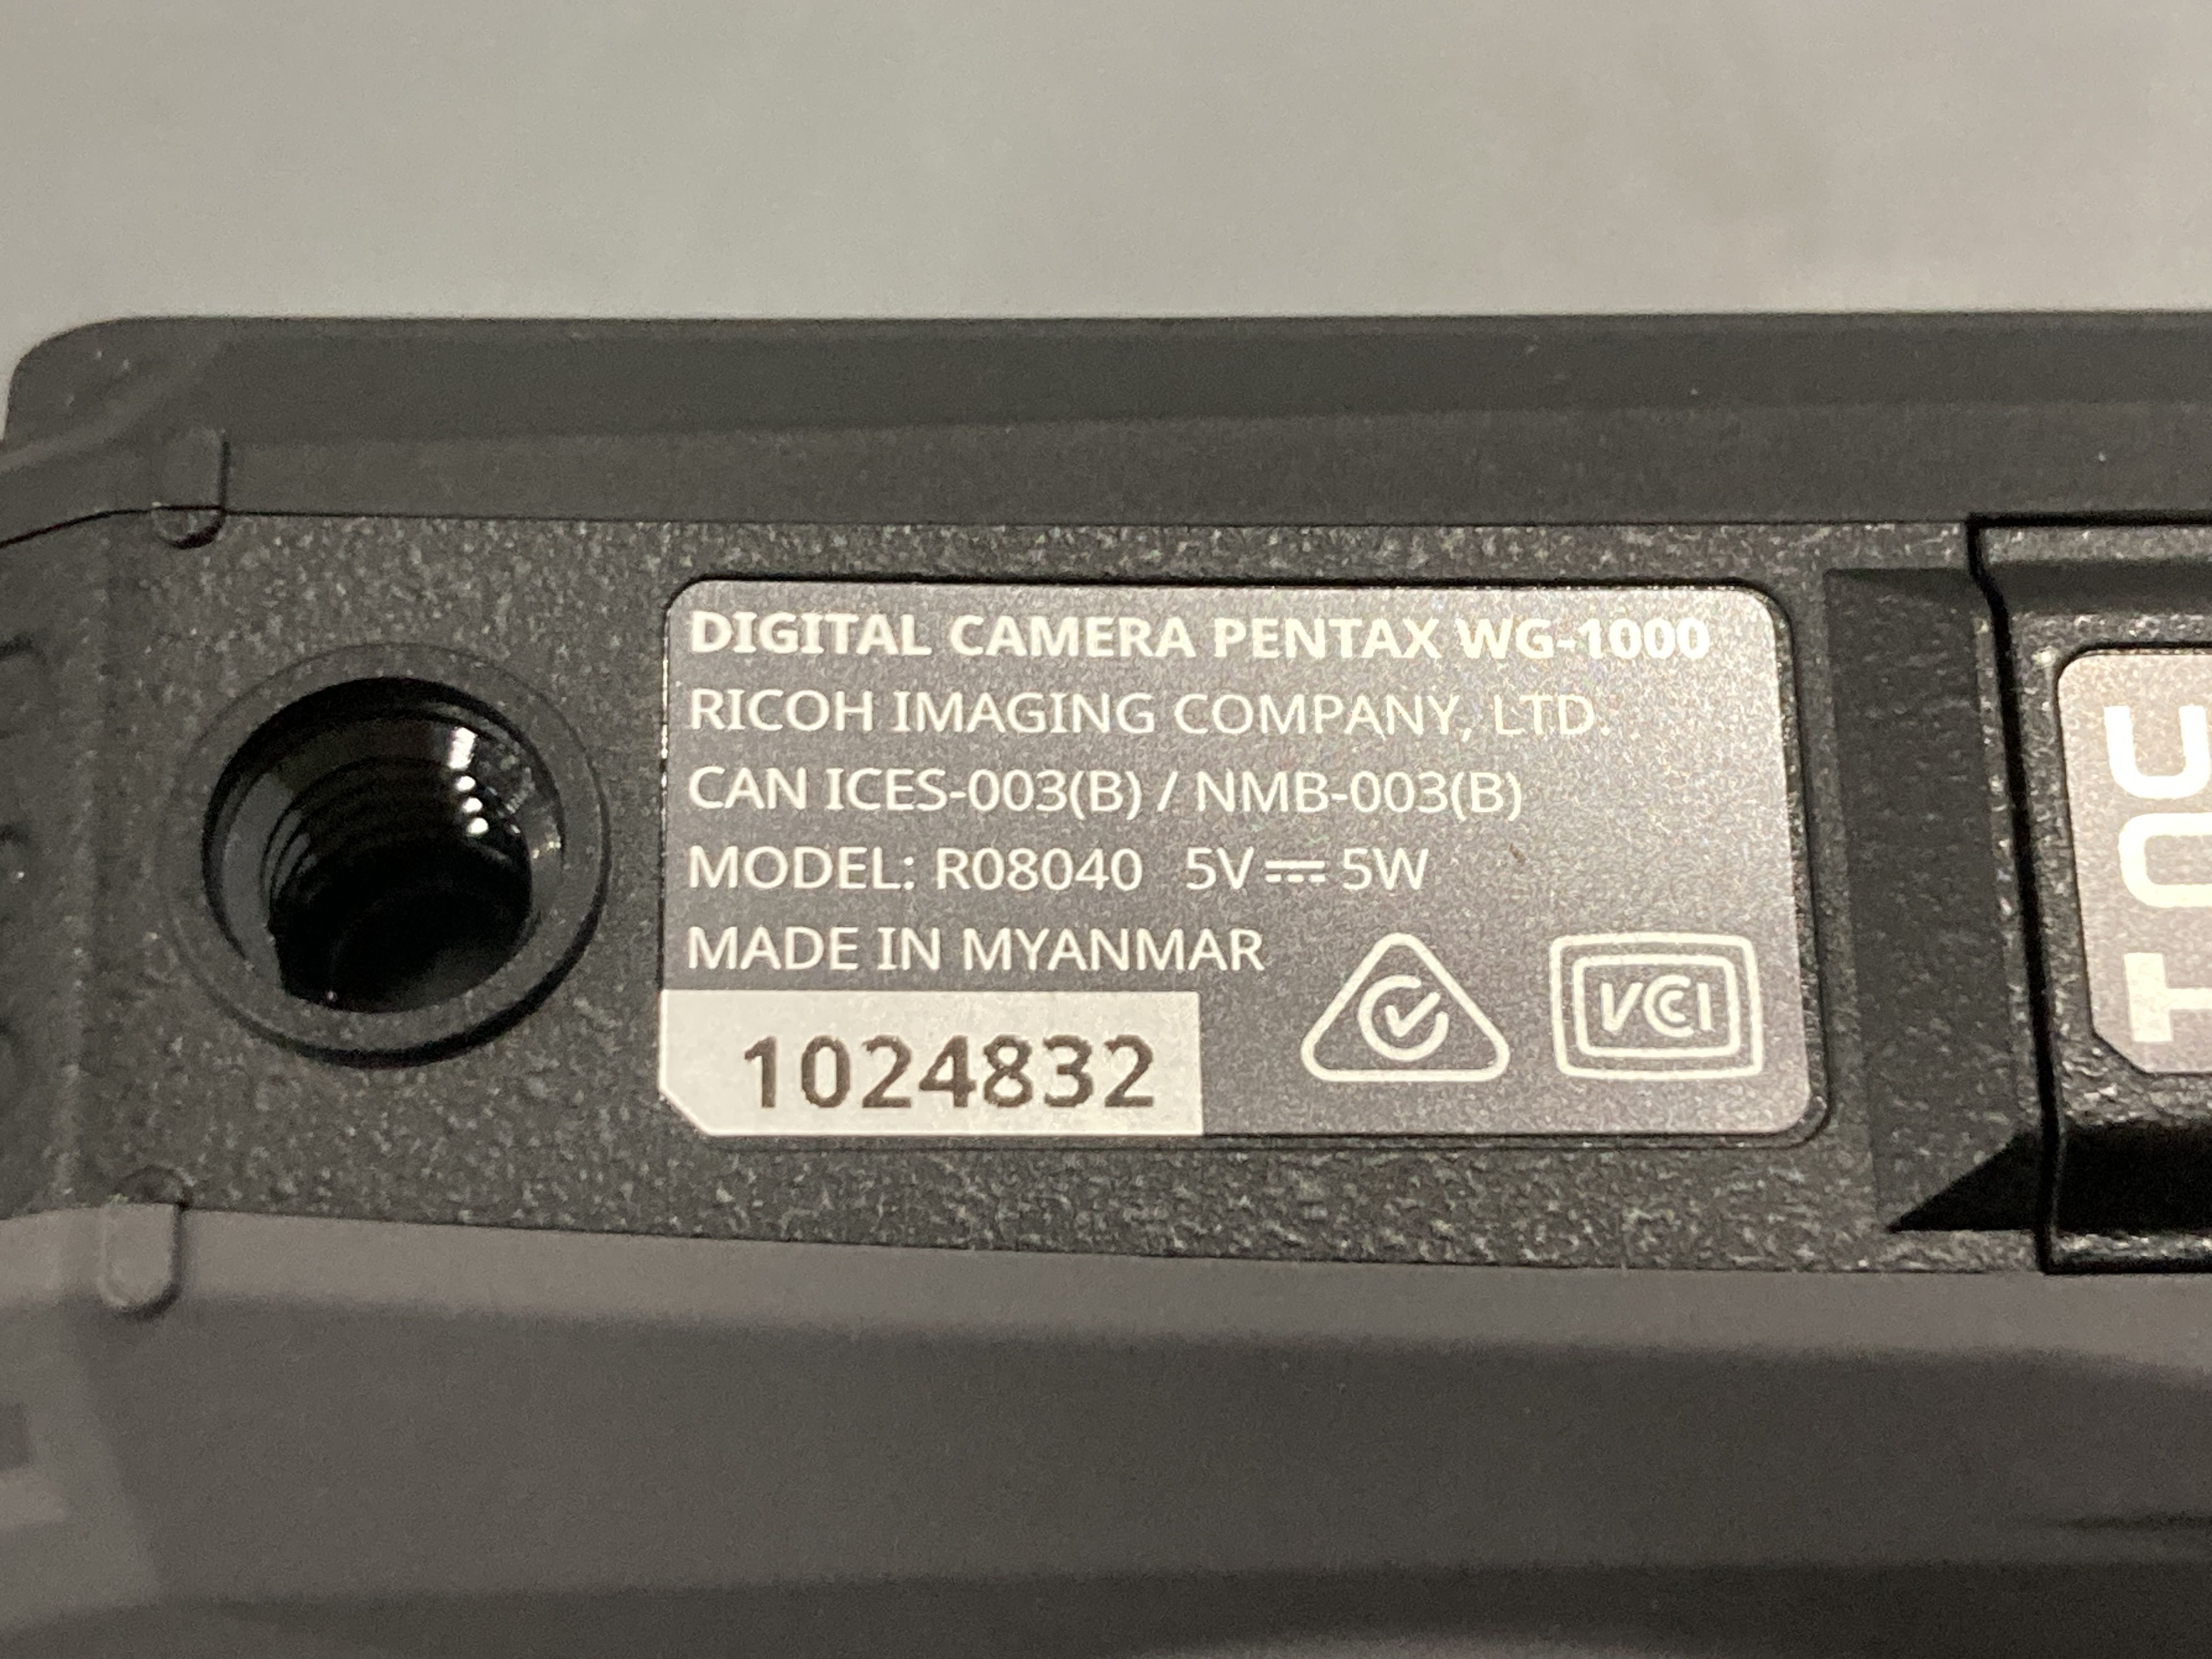 DIGITAL CAMERA PENTAX WG-1000
RICOH IMAGING COMPANY, LTD.
CAN ICES-003(B) / NMB-003(B)
MODEL: R08040 5V⎓5W
MADE IN MYANMAR
1024832
VCCI